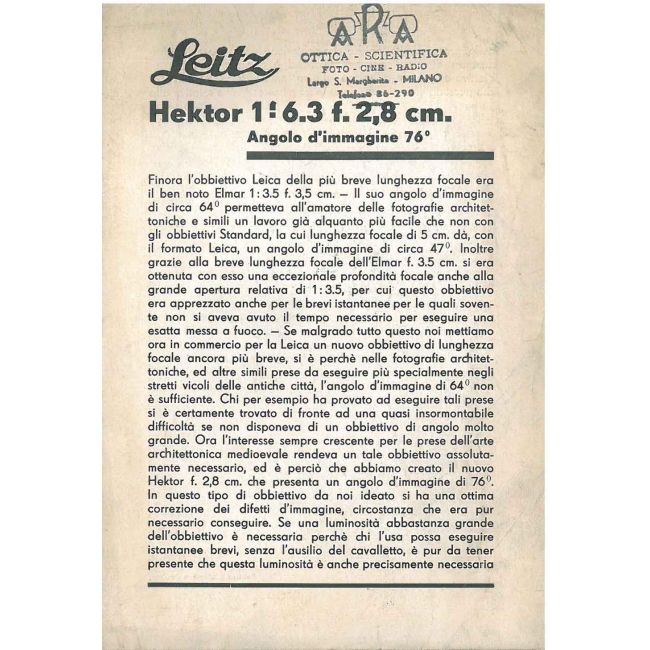 Leitz
ARA
OTTICA - SCIENTIFICA
FOTO - CINE - RADIO
Largo S. Margherita - MILANO
Telefono 86-290
Hektor 1:6.3 f. 2,8 cm.
Angolo d'immagine 76°
Finora l'obbiettivo Leica della più breve lunghezza focale era
il ben noto Elmar 1:3.5 f. 3,5 cm. — Il suo angolo d'immagine
di circa 64° permetteva all'amatore delle fotografie architet-
toniche e simili un lavoro già alquanto più facile che non con
gli obbiettivi Standard, la cui lunghezza focale di 5 cm. dà, con
il formato Leica, un angolo d'immagine di circa 47°. Inoltre
grazie alla breve lunghezza focale dell'Elmar f. 3.5 cm. si era
ottenuta con esso una eccezionale profondità focale anche alla
grande apertura relativa di 1:3.5, per cui questo obbiettivo
era apprezzato anche per le brevi istantanee per le quali soven-
te non si aveva avuto il tempo necessario per eseguire una
esatta messa a fuoco. — Se malgrado tutto questo noi mettiamo
ora in commercio per la Leica un nuovo obbiettivo di lunghezza
focale ancora più breve, si è perchè nelle fotografie architet-
toniche, ed altre simili prese da eseguire più specialmente negli
stretti vicoli delle antiche città, l'angolo d'immagine di 64° non
è sufficiente. Chi per esempio ha provato ad eseguire tali prese
si è certamente trovato di fronte ad una quasi insormontabile
difficoltà se non disponeva di un obbiettivo di angolo molto
grande. Ora l'interesse sempre crescente per le prese dell'arte
architettonica medioevale rendeva un tale obbiettivo assoluta-
mente necessario, ed è perciò che abbiamo creato il nuovo
Hektor f. 2,8 cm. che presenta un angolo d'immagine di 76°.
In questo tipo di obbiettivo da noi ideato si ha una ottima
correzione dei difetti d'immagine, circostanza che era pur
necessario conseguire. Se una luminosità abbastanza grande
dell'obbiettivo è necessaria perchè chi l'usa possa eseguire
istantanee brevi, senza l'ausilio del cavalletto, è pur da tener
presente che questa luminosità è anche precisamente necessaria